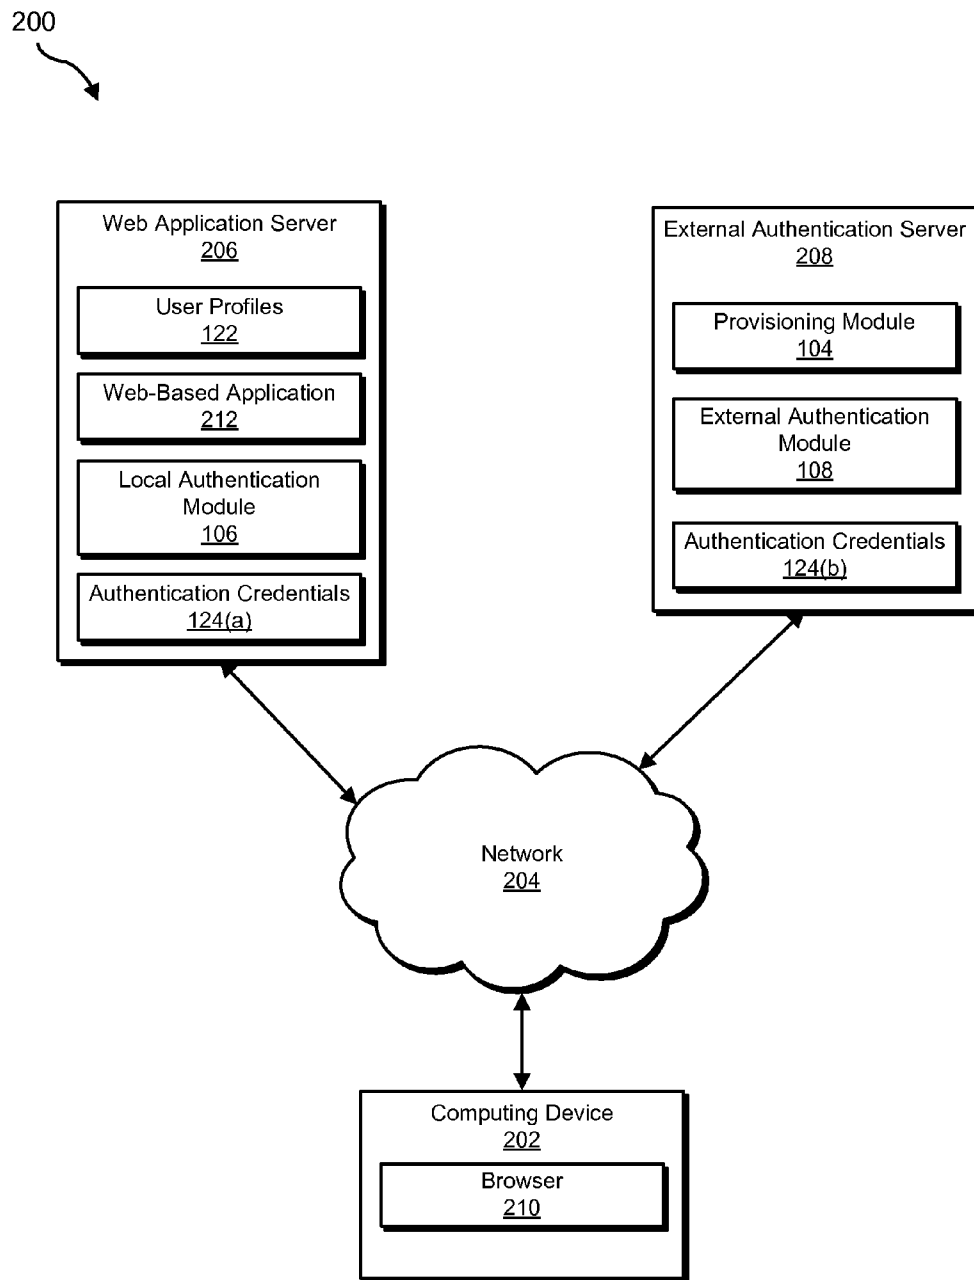 200
Web Application Server
206
User Profiles
122
Web-Based Application
212
Local Authentication
Module
106
Authentication Credentials
124(a)
External Authentication Server
208
Provisioning Module
104
External Authentication
Module
108
Authentication Credentials
124(b)
Network
204
Computing Device
202
Browser
210